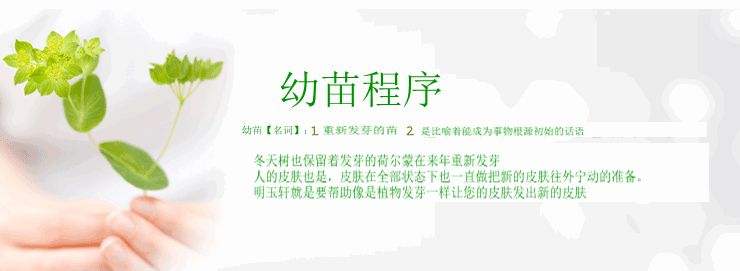 幼苗程序
幼苗【名词】：1 重新发芽的苗 2 是比喻着能成为事物根源初始的话语
冬天树也保留着发芽的荷尔蒙在来年重新发芽
人的皮肤也是，皮肤在全部状态下也一直做把新的皮肤往外宁动的准备。
明玉轩就是要帮助像是植物发芽一样让您的皮肤发出新的皮肤